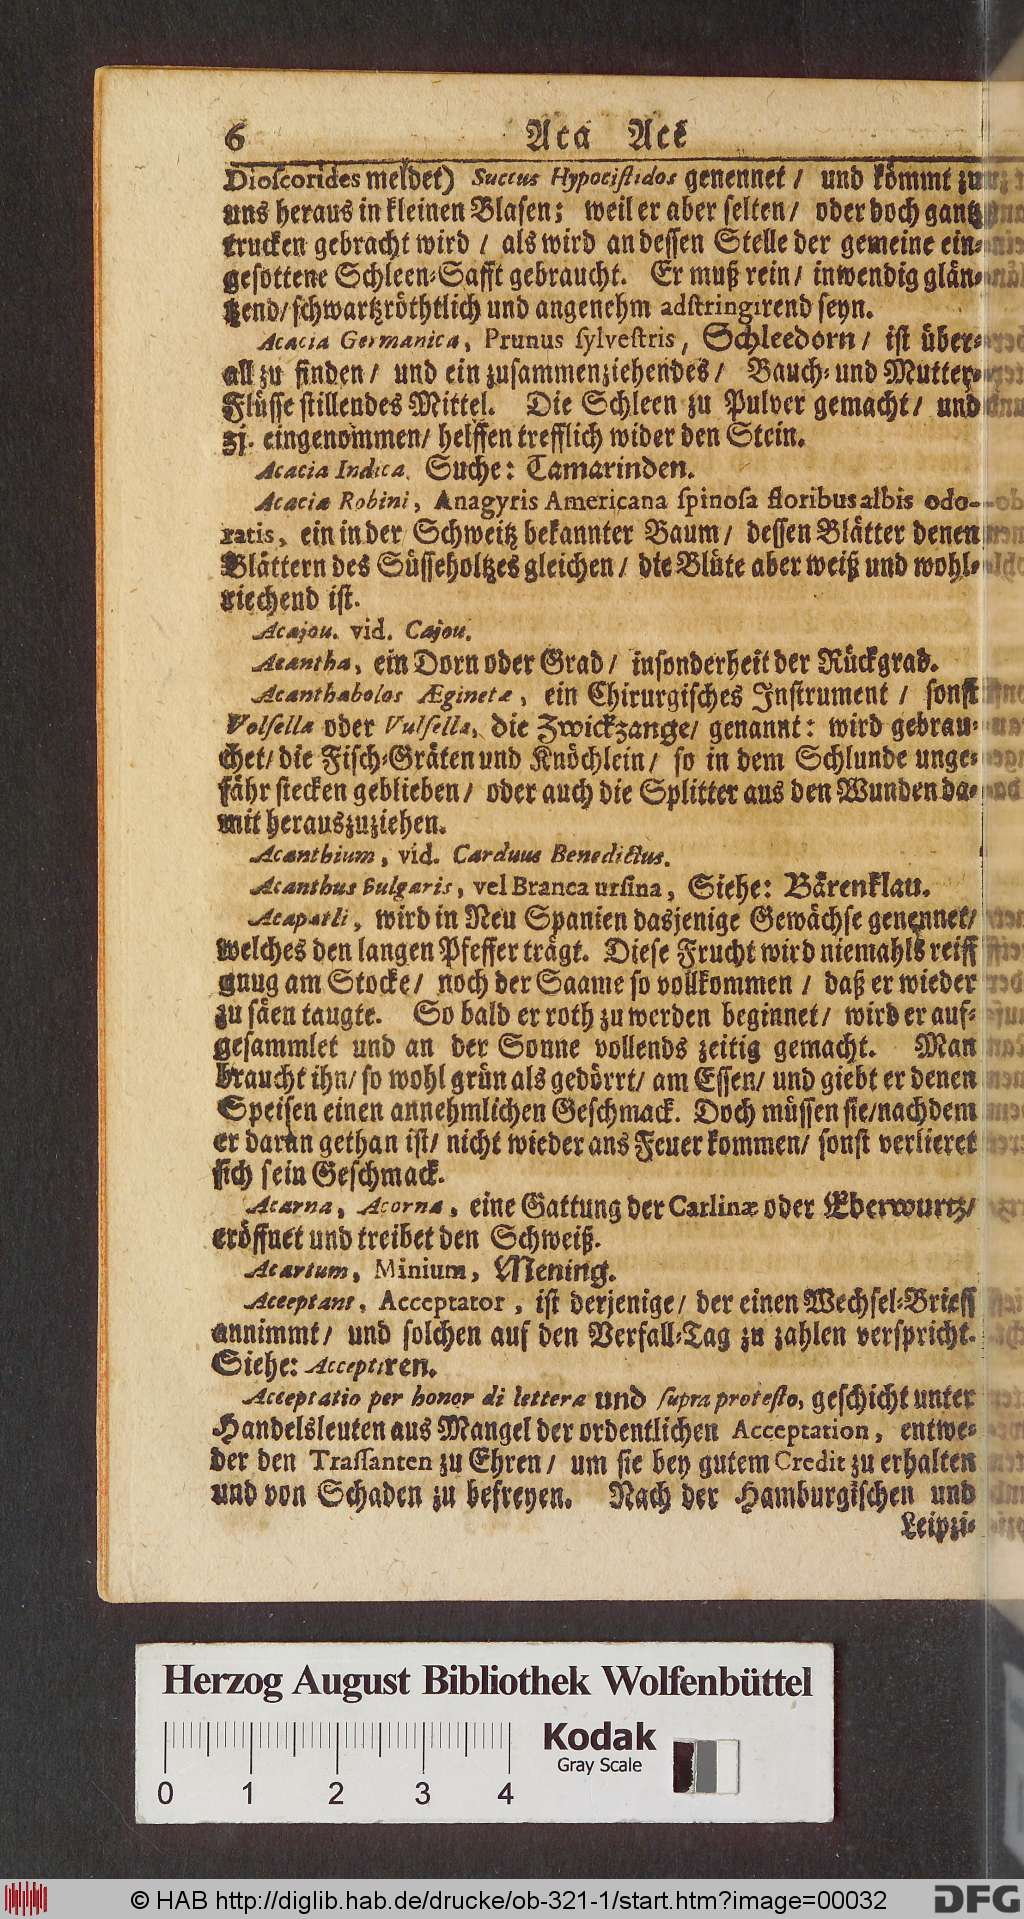 6 Aca Acc
Dioscorides meldet) Succus Hypocistidos genennet / und kömmt zu
uns heraus in kleinen Blasen; weil er aber selten / oder doch gantz
trucken gebracht wird / als wird an dessen Stelle der gemeine ein-
gesottene Schleen-Safft gebraucht. Er muß rein / inwendig glän-
tzend / schwartzröthtlich und angenehm adstringirend seyn.
Acacia Germanica, Prunus sylvestris, Schleedorn / ist über-
all zu finden / und ein zusammenziehendes / Bauch- und Mutter-
Flüsse stillendes Mittel. Die Schleen zu Pulver gemacht / und
ʒj. eingenommen / helffen trefflich wider den Stein.
Acacia Indica. Suche: Tamarinden.
Acacia Robini, Anagyris Americana spinosa floribus albis odo-
ratis, ein in der Schweitz bekannter Baum / dessen Blätter denen
Blättern des Süsseholtzes gleichen / die Blüte aber weiß und wohl-
riechend ist.
Acajou. vid. Cajou.
Acantha, ein Dorn oder Grad / insonderheit der Rückgrad.
Acanthabolos Æginetæ, ein Chirurgisches Instrument / sonst
Volsella oder Vulsella, die Zwickzange / genannt: wird gebrau-
chet / die Fisch-Gräten und Knöchlein / so in dem Schlunde unge-
fähr stecken geblieben / oder auch die Splitter aus den Wunden da-
mit herauszuziehen.
Acanthium, vid. Carduus Benedictus.
Acanthus vulgaris, vel Branca ursina, Siehe: Bärenklau.
Acapatli, wird in Neu Spanien dasjenige Gewächse genennet /
welches den langen Pfeffer trägt. Diese Frucht wird niemahls reiff
gnug am Stocke / noch der Saame so vollkommen / daß er wieder
zu säen taugte. So bald er roth zu werden beginnet / wird er auf-
gesammlet und an der Sonne vollends zeitig gemacht. Man
braucht ihn / so wohl grün als gedörrt / am Essen / und giebt er denen
Speisen einen annehmlichen Geschmack. Doch müssen sie / nachdem
er daran gethan ist / nicht wieder ans Feuer kommen / sonst verlieret
sich sein Geschmack.
Acarna, Acorna, eine Gattung der Carlinæ oder Eberwurtz /
eröffnet und treibet den Schweiß.
Acartum, Minium, Mening.
Acceptant, Acceptator, ist derjenige / der einen Wechsel-Brieff
annimmt / und solchen auf den Verfall-Tag zu zahlen verspricht.
Siehe: Acceptiren.
Acceptatio per honor di lettera und supra protesto, geschicht unter
Handelsleuten aus Mangel der ordentlichen Acceptation, entwe-
der den Trassanten zu Ehren / um sie bey gutem Credit zu erhalten
und von Schaden zu befreyen. Nach der Hamburgischen und
Leipzi-
Herzog August Bibliothek Wolfenbüttel
Kodak
Gray Scale
0 1 2 3 4
© HAB http://diglib.hab.de/drucke/ob-321-1/start.htm?image=00032
DFG